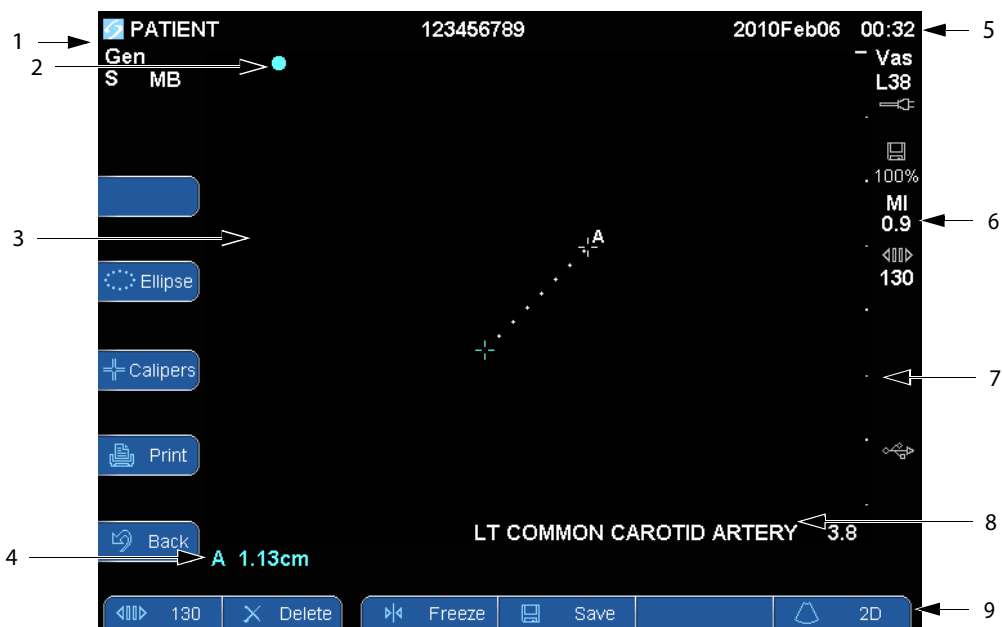 PATIENT 123456789 2010Feb06 00:32 5
1
Gen Vas
2
S MB L38
100%
MI
0.9 6
3 A
130
Ellipse
Calipers 7
Print
LT COMMON CAROTID ARTERY 3.8 8
Back
4 A 1.13cm
130 Delete Freeze Save 2D 9